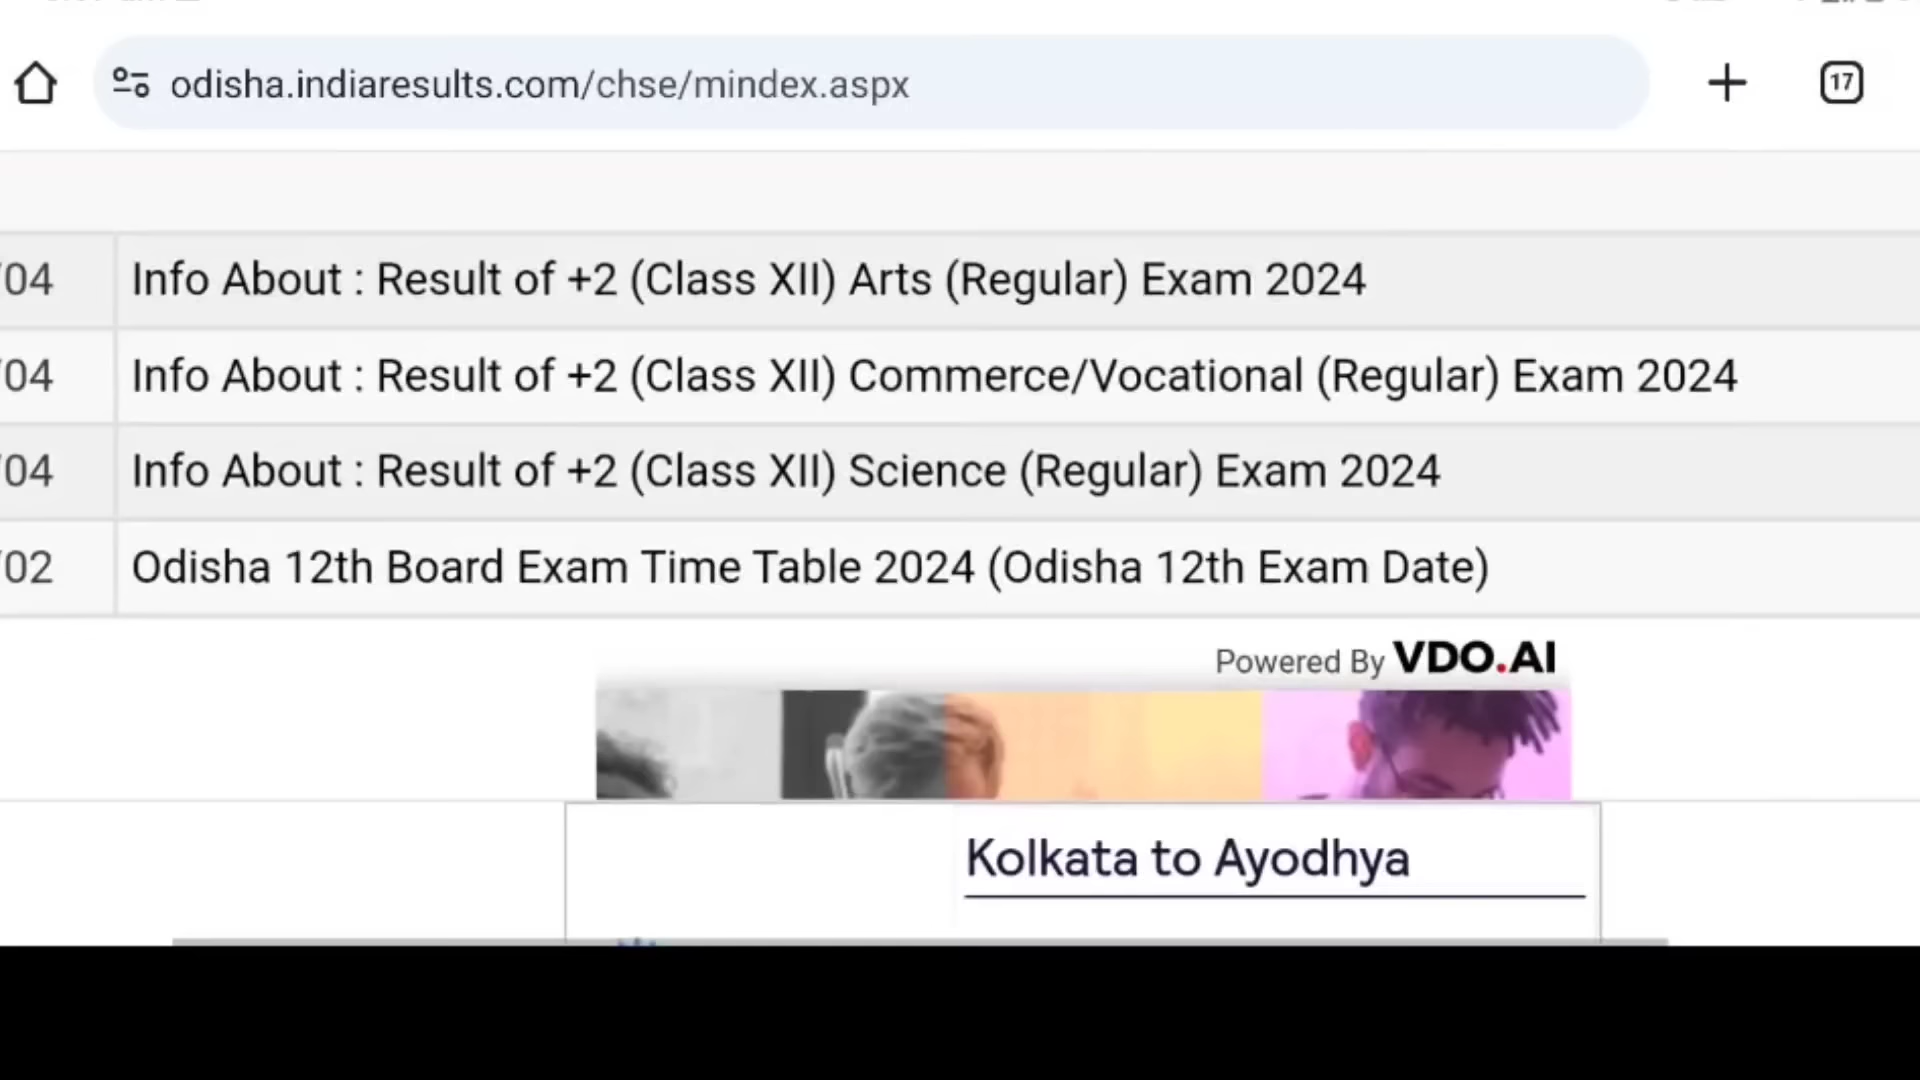 odisha.indiaresults.com/chse/mindex.aspx
17
/04 Info About : Result of +2 (Class XII) Arts (Regular) Exam 2024
/04 Info About : Result of +2 (Class XII) Commerce/Vocational (Regular) Exam 2024
/04 Info About : Result of +2 (Class XII) Science (Regular) Exam 2024
/02 Odisha 12th Board Exam Time Table 2024 (Odisha 12th Exam Date)
Powered By VDO.AI
Kolkata to Ayodhya